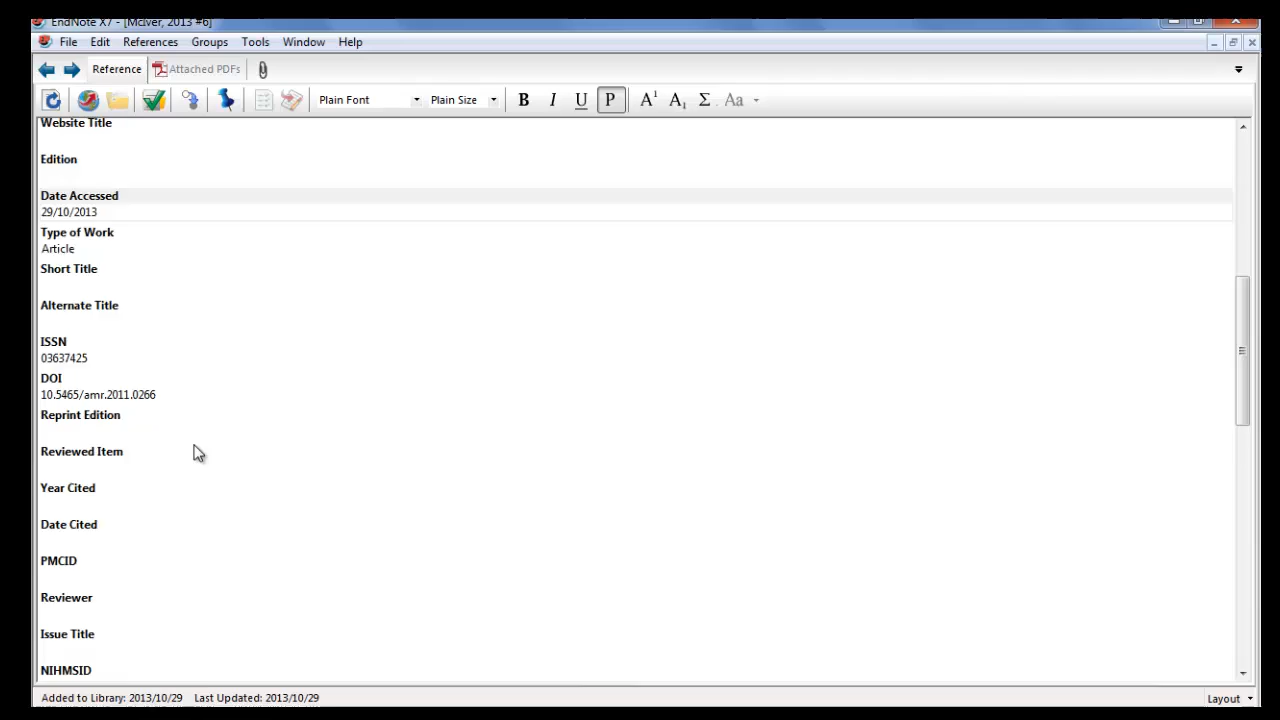 EndNote X7 - [McIver, 2013 #6]
File Edit References Groups Tools Window Help
Reference Attached PDFs
Plain Font Plain Size B I U P A¹ A₁ Σ Aa
Website Title
Edition
Date Accessed
29/10/2013
Type of Work
Article
Short Title
Alternate Title
ISSN
03637425
DOI
10.5465/amr.2011.0266
Reprint Edition
Reviewed Item
Year Cited
Date Cited
PMCID
Reviewer
Issue Title
NIHMSID
Added to Library: 2013/10/29 Last Updated: 2013/10/29 Layout